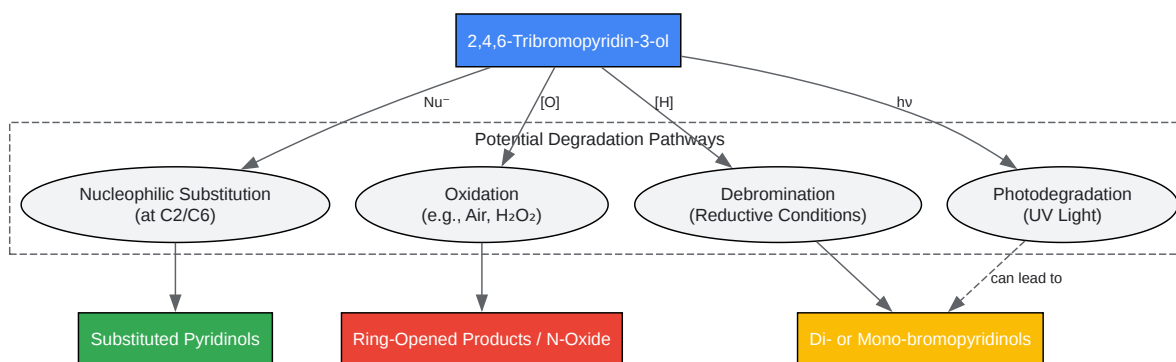 2,4,6-Tribromopyridin-3-ol
Nu⁻
[O]
[H]
hν
Potential Degradation Pathways
Nucleophilic Substitution
(at C2/C6)
Oxidation
(e.g., Air, H₂O₂)
Debromination
(Reductive Conditions)
Photodegradation
(UV Light)
can lead to
Substituted Pyridinols
Ring-Opened Products / N-Oxide
Di- or Mono-bromopyridinols